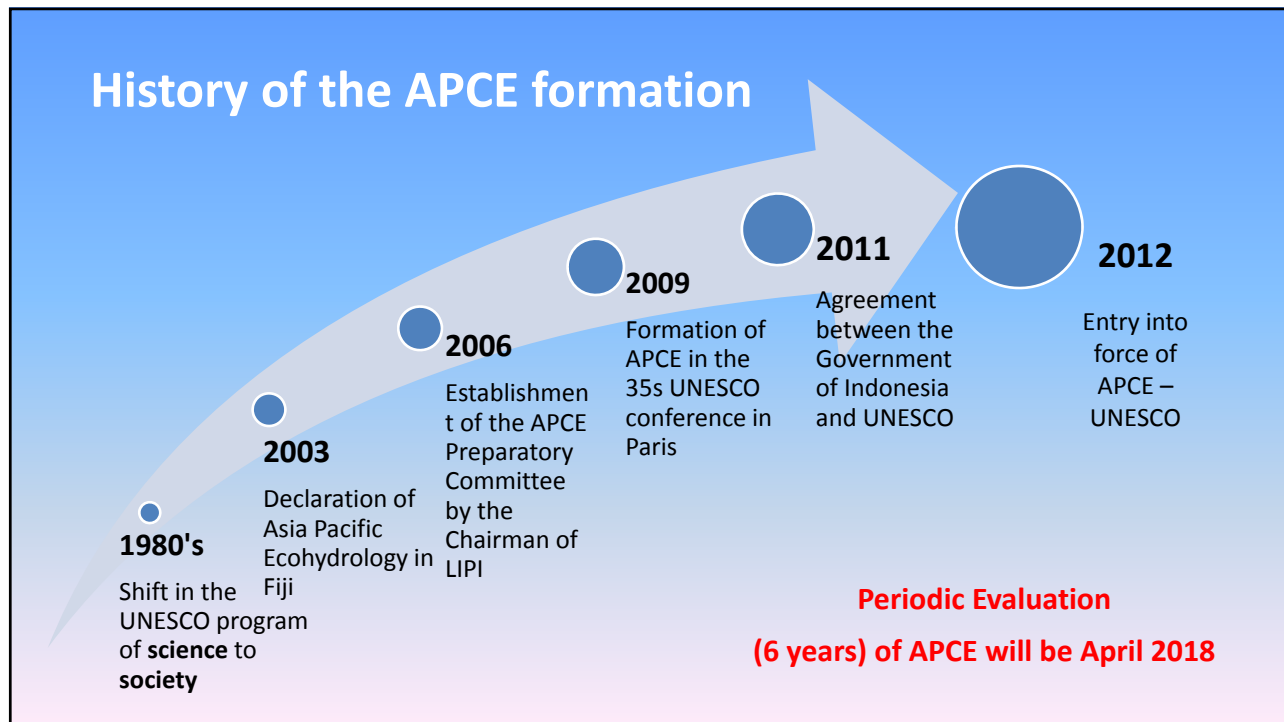 History of the APCE formation
1980's
Shift in the
UNESCO program
of science to
society
2003
Declaration of
Asia Pacific
Ecohydrology in
Fiji
2006
Establishmen
t of the APCE
Preparatory
Committee
by the
Chairman of
LIPI
2009
Formation of
APCE in the
35s UNESCO
conference in
Paris
2011
Agreement
between the
Government
of Indonesia
and UNESCO
2012
Entry into
force of
APCE –
UNESCO
Periodic Evaluation
(6 years) of APCE will be April 2018